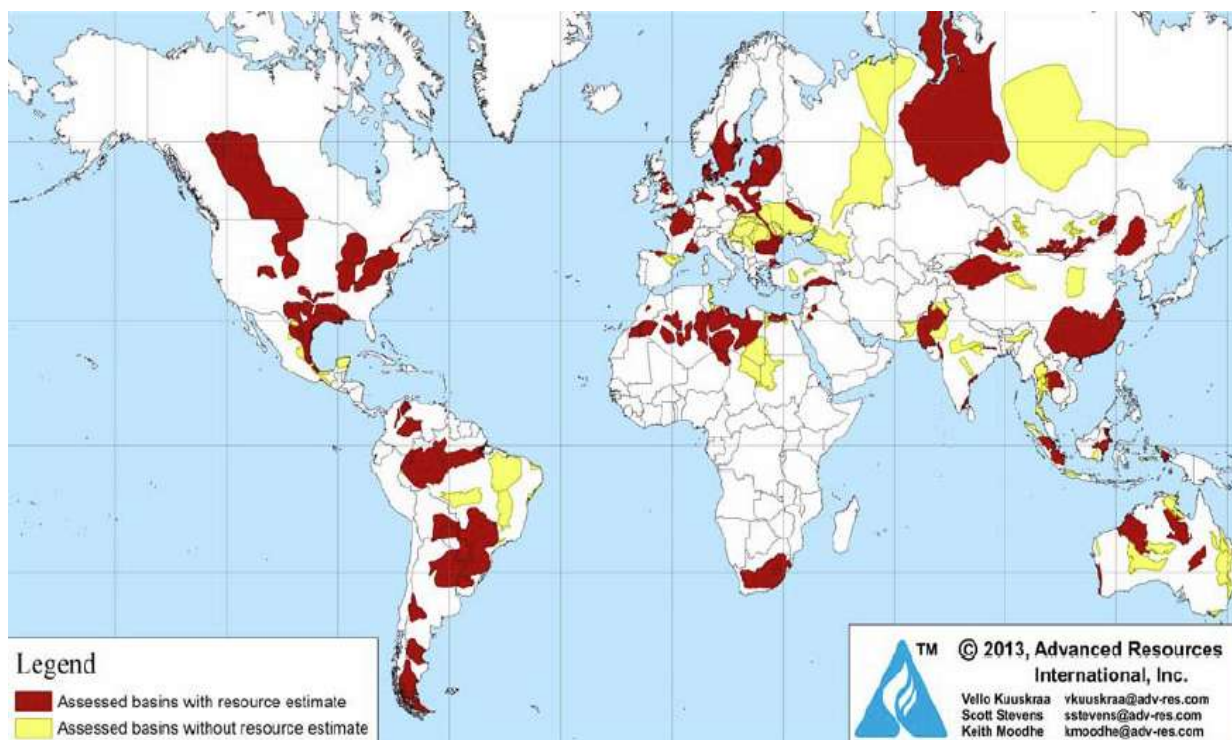 Legend
Assessed basins with resource estimate
Assessed basins without resource estimate
TM
© 2013, Advanced Resources
International, Inc.
Vello Kuuskraa vkuuskraa@adv-res.com
Scott Stevens sstevens@adv-res.com
Keith Moodhe kmoodhe@adv-res.com